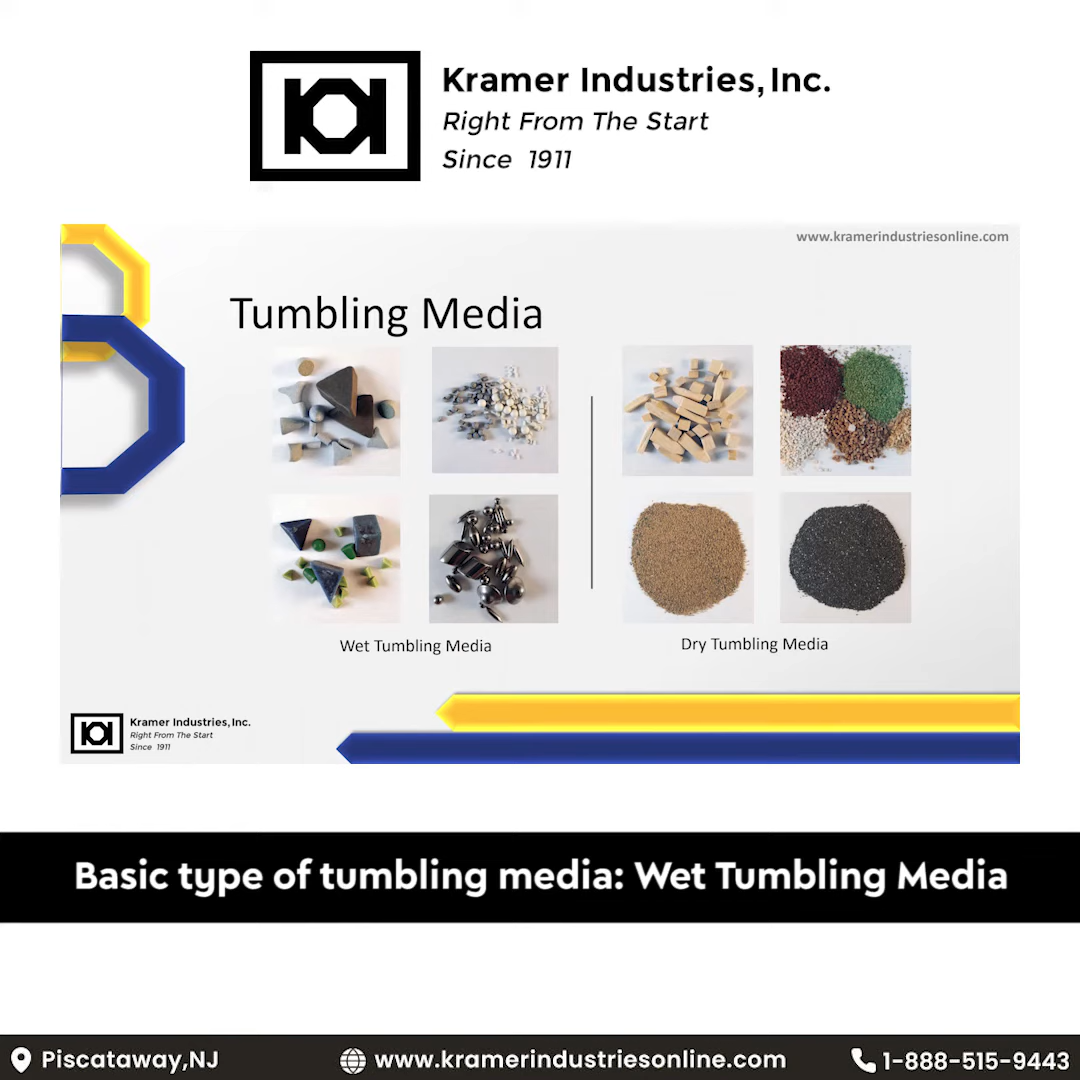 Kramer Industries, Inc.
Right From The Start
Since 1911
www.kramerindustriesonline.com
Tumbling Media
Wet Tumbling Media
Dry Tumbling Media
Kramer Industries, Inc.
Right From The Start
Since 1911
Basic type of tumbling media: Wet Tumbling Media
Piscataway,NJ
www.kramerindustriesonline.com
1-888-515-9443